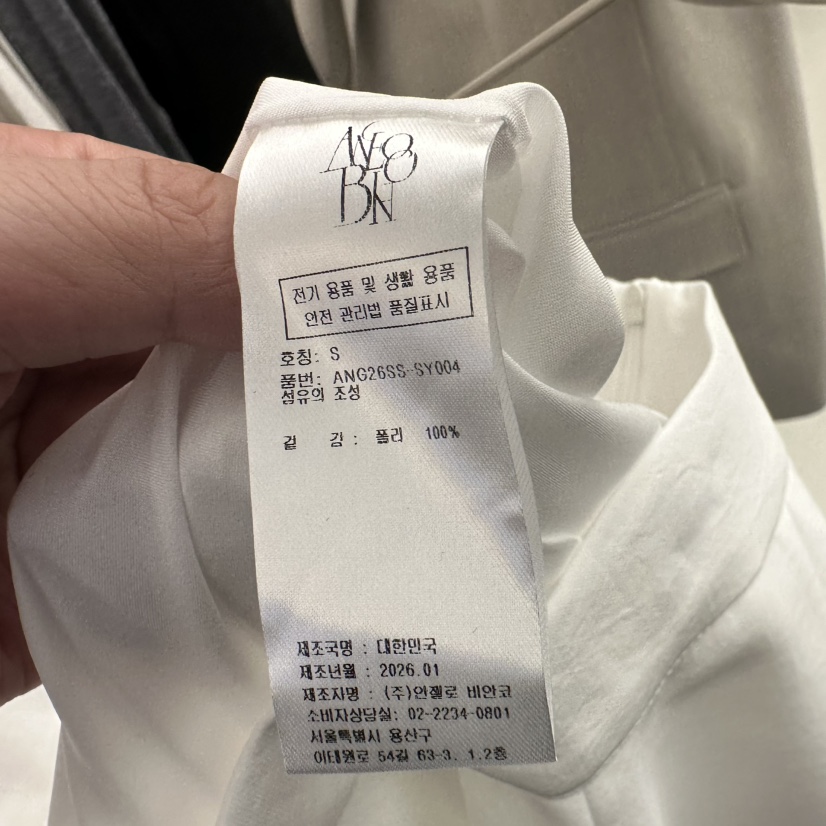 ANGELO
BIAN
전기 용품 및 생활 용품
안전 관리법 품질표시
호칭: S
품번: ANG26SS-SY004
섬유의 조성
겉 감 : 폴리 100%
제조국명 : 대한민국
제조년월 : 2026.01
제조자명 : (주)안젤로 비안코
소비자상담실: 02-2234-0801
서울특별시 용산구
이태원로 54길 63-3. 1.2층